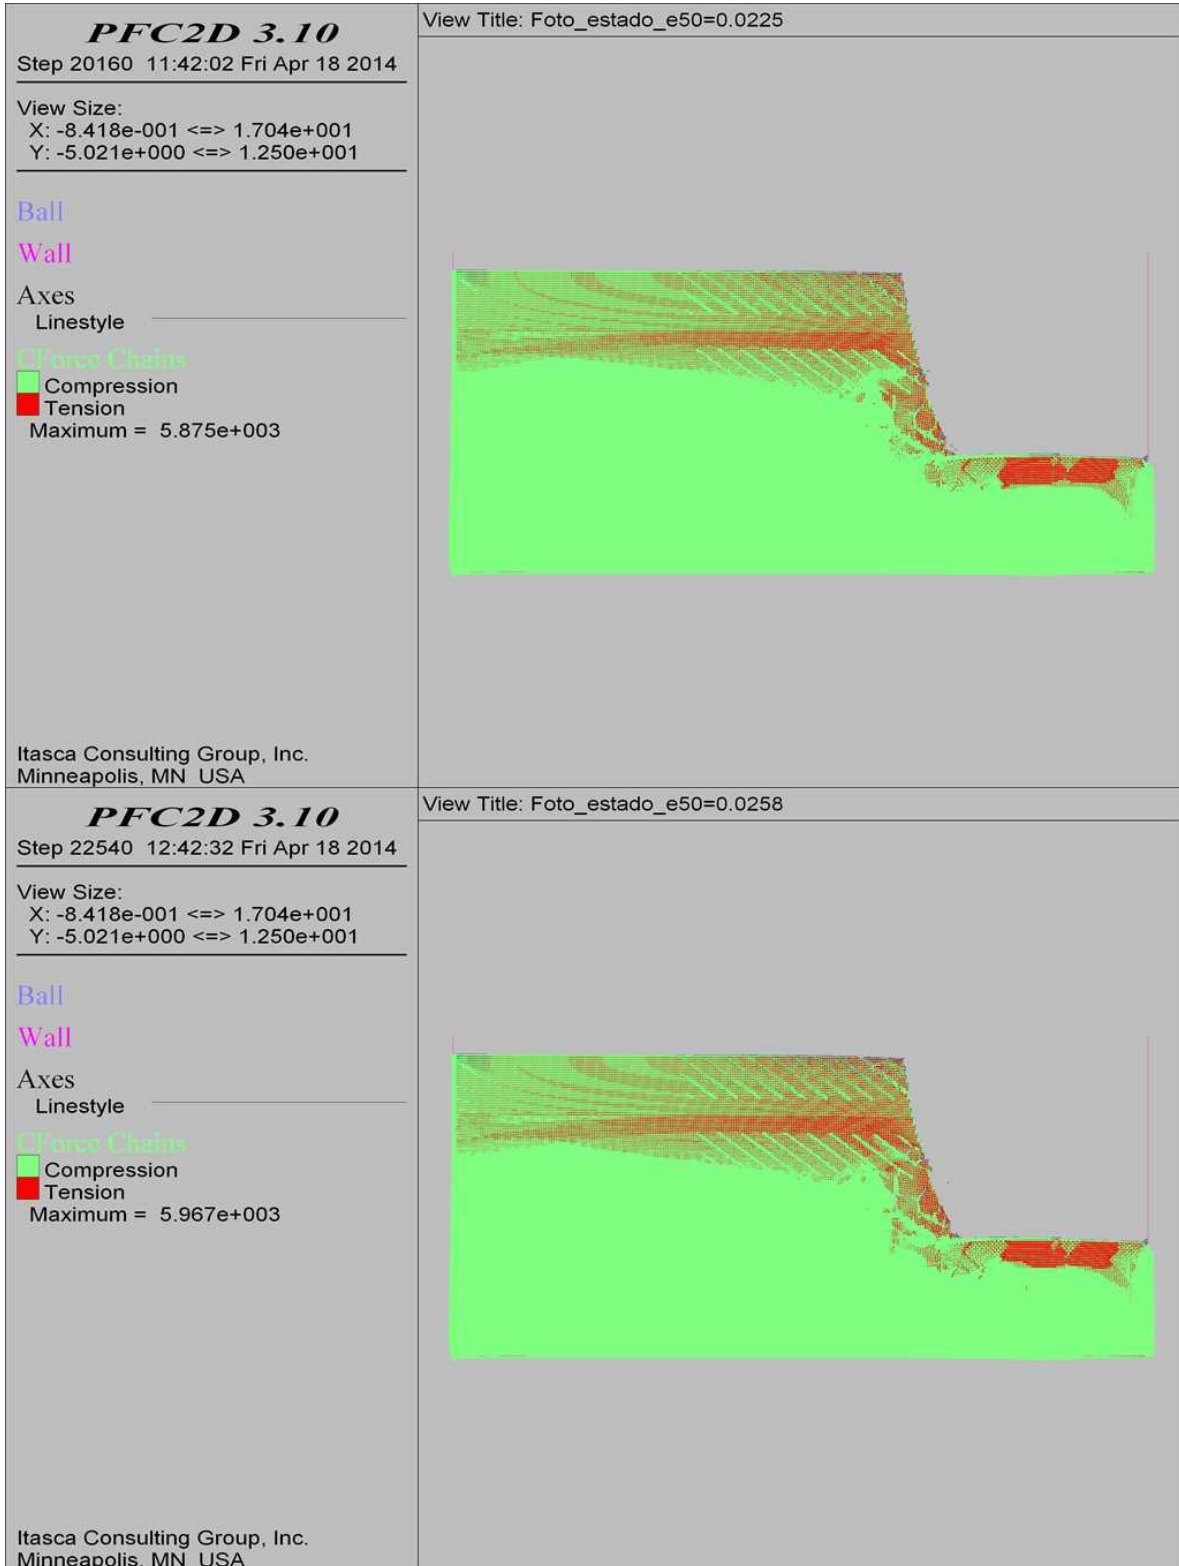 PFC2D 3.10
Step 20160 11:42:02 Fri Apr 18 2014
View Size:
X: -8.418e-001 <=> 1.704e+001
Y: -5.021e+000 <=> 1.250e+001
Ball
Wall
Axes
Linestyle
CForce Chains
Compression
Tension
Maximum = 5.875e+003
Itasca Consulting Group, Inc.
Minneapolis, MN USA
View Title: Foto_estado_e50=0.0225
PFC2D 3.10
Step 22540 12:42:32 Fri Apr 18 2014
View Size:
X: -8.418e-001 <=> 1.704e+001
Y: -5.021e+000 <=> 1.250e+001
Ball
Wall
Axes
Linestyle
CForce Chains
Compression
Tension
Maximum = 5.967e+003
Itasca Consulting Group, Inc.
Minneapolis, MN USA
View Title: Foto_estado_e50=0.0258